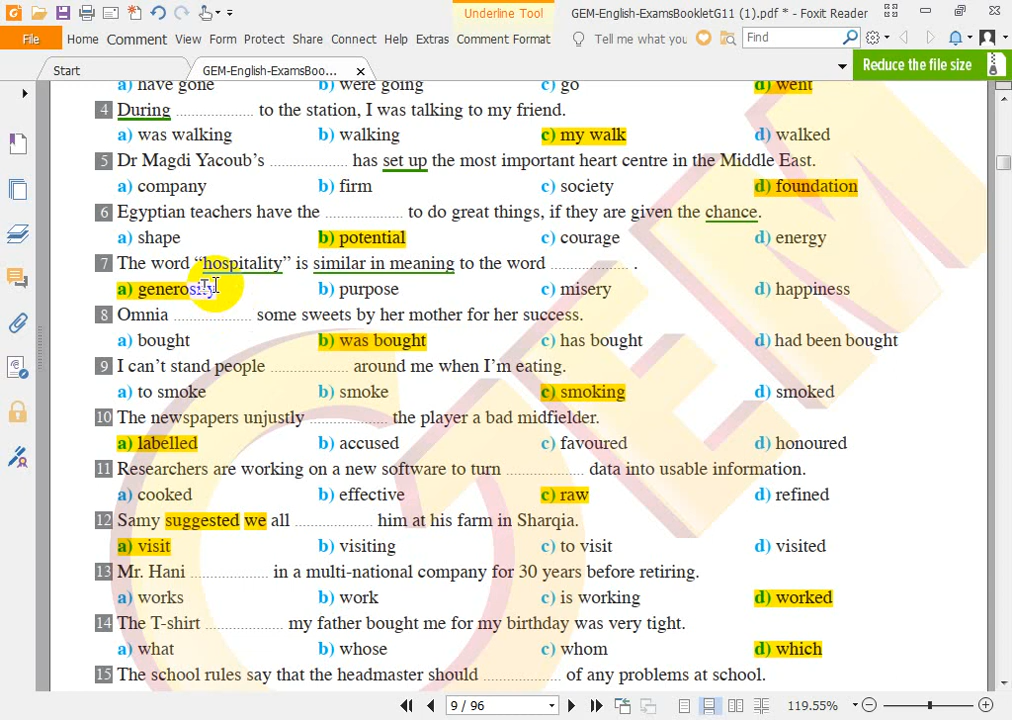 Underline Tool
GEM-English-ExamsBookletG11 (1).pdf * - Foxit Reader
File Home Comment View Form Protect Share Connect Help Extras Comment Format Tell me what you Find
Start GEM-English-ExamsBoo... Reduce the file size
a) have gone b) were going c) go d) went
4 During .................. to the station, I was talking to my friend.
a) was walking b) walking c) my walk d) walked
5 Dr Magdi Yacoub’s .................. has set up the most important heart centre in the Middle East.
a) company b) firm c) society d) foundation
6 Egyptian teachers have the .................. to do great things, if they are given the chance.
a) shape b) potential c) courage d) energy
7 The word “hospitality” is similar in meaning to the word .................. .
a) generosity b) purpose c) misery d) happiness
8 Omnia .................. some sweets by her mother for her success.
a) bought b) was bought c) has bought d) had been bought
9 I can’t stand people .................. around me when I’m eating.
a) to smoke b) smoke c) smoking d) smoked
10 The newspapers unjustly .................. the player a bad midfielder.
a) labelled b) accused c) favoured d) honoured
11 Researchers are working on a new software to turn .................. data into usable information.
a) cooked b) effective c) raw d) refined
12 Samy suggested we all .................. him at his farm in Sharqia.
a) visit b) visiting c) to visit d) visited
13 Mr. Hani .................. in a multi-national company for 30 years before retiring.
a) works b) work c) is working d) worked
14 The T-shirt .................. my father bought me for my birthday was very tight.
a) what b) whose c) whom d) which
15 The school rules say that the headmaster should .................. of any problems at school.
9 / 96 119.55%